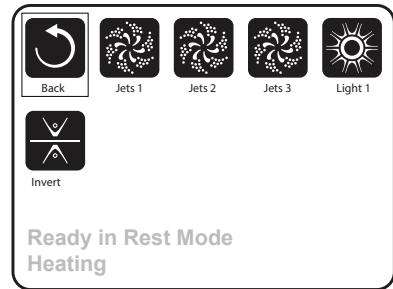 Back
Jets 1
Jets 2
Jets 3
Light 1
Invert
Ready in Rest Mode
Heating